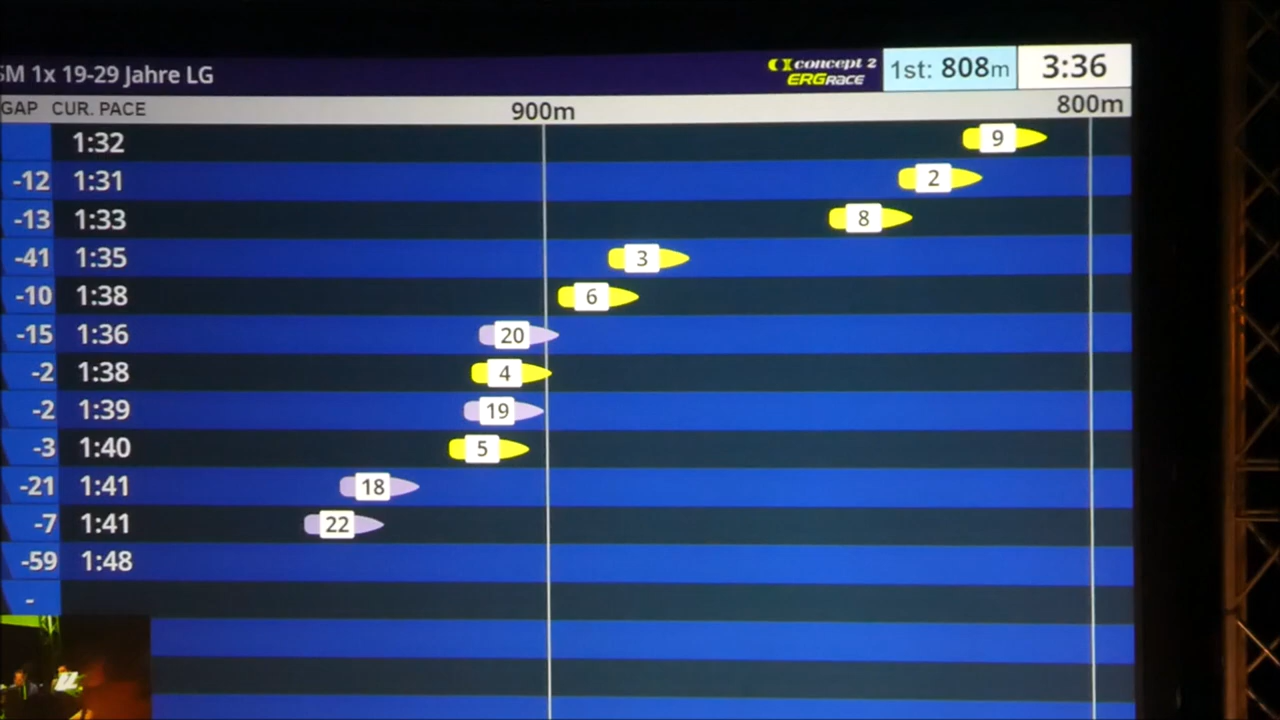 SM 1x 19-29 Jahre LG
concept 2
ERGRACE
1st: 808m
3:36
GAP CUR. PACE 900m 800m
1:32 9
-12 1:31 2
-13 1:33 8
-41 1:35 3
-10 1:38 6
-15 1:36 20
-2 1:38 4
-2 1:39 19
-3 1:40 5
-21 1:41 18
-7 1:41 22
-59 1:48
-